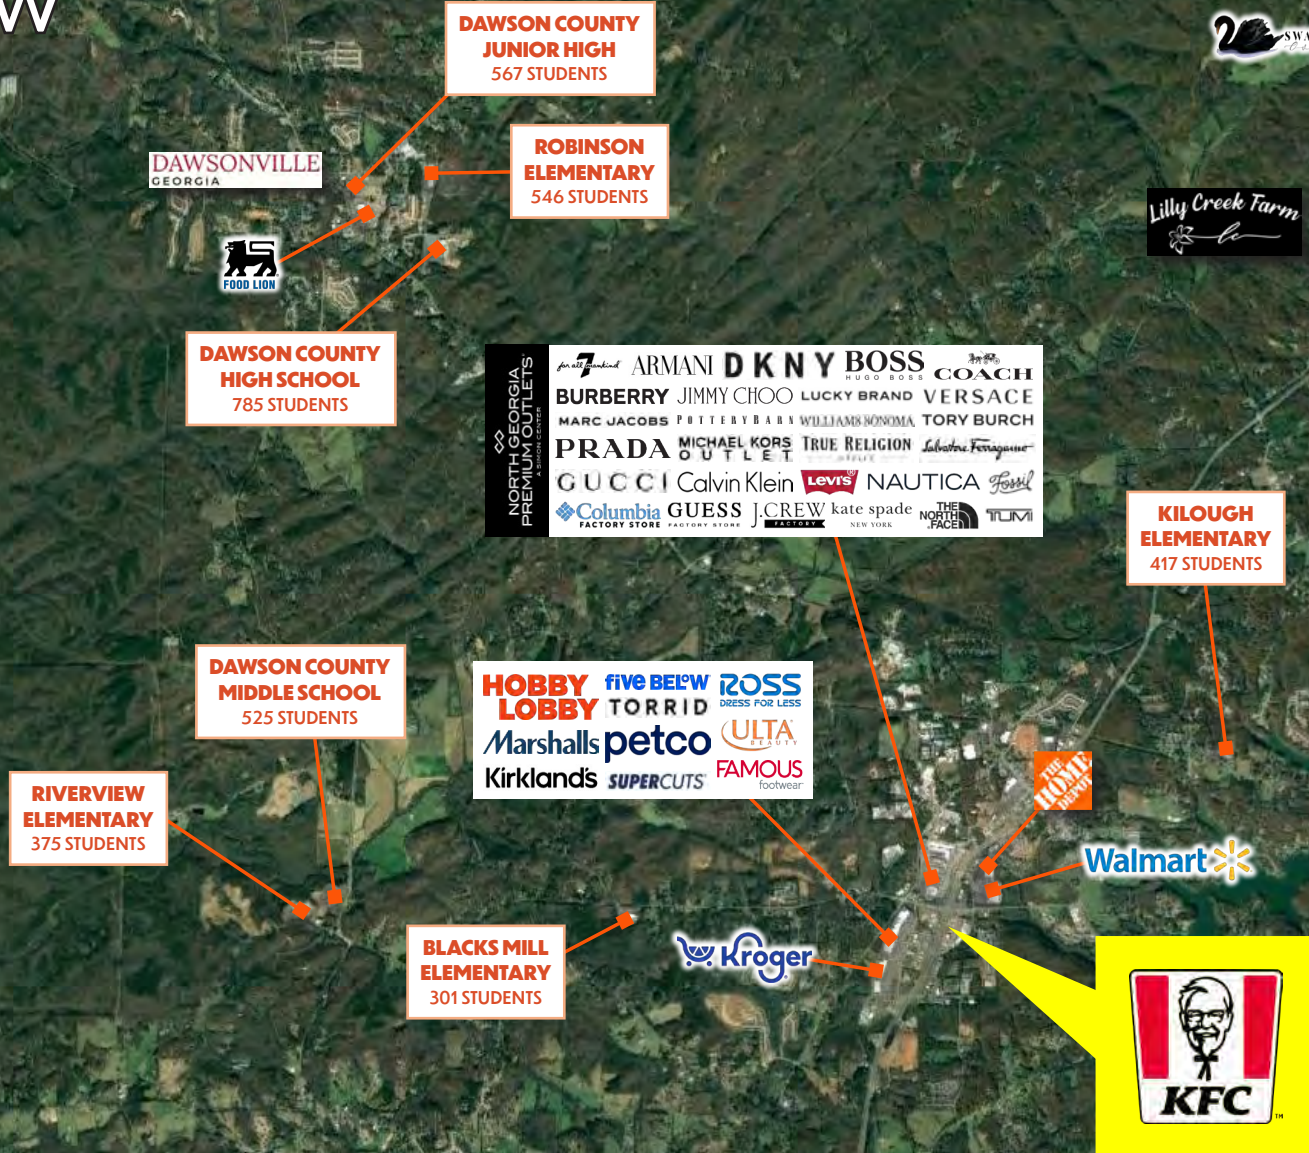 W
DAWSON COUNTY
JUNIOR HIGH
567 STUDENTS
ROBINSON
ELEMENTARY
546 STUDENTS
DAWSONVILLE
GEORGIA
FOOD LION
Lilly Creek Farm
lc
DAWSON COUNTY
HIGH SCHOOL
785 STUDENTS
NORTH GEORGIA
PREMIUM OUTLETS®
A SIMON CENTER
for all 7 mankind ARMANI DKNY BOSS COACH
HUGO BOSS
BURBERRY JIMMY CHOO LUCKY BRAND VERSACE
MARC JACOBS POTTERY BARN WILLIAMS SONOMA TORY BURCH
PRADA MICHAEL KORS TRUE RELIGION Salvatore Ferragamo
OUTLET OUTLET
GUCCI Calvin Klein LEVI'S® NAUTICA Fossil
Columbia GUESS J.CREW kate spade THE NORTH FACE TUMI
FACTORY STORE FACTORY STORE FACTORY NEW YORK
KILOUGH
ELEMENTARY
417 STUDENTS
DAWSON COUNTY
MIDDLE SCHOOL
525 STUDENTS
HOBBY LOBBY five BELOW ROSS
DRESS FOR LESS
TORRID
Marshalls petco ULTA
BEAUTY
Kirkland's SUPERCUTS FAMOUS
footwear
THE
HOME
DEPOT
RIVERVIEW
ELEMENTARY
375 STUDENTS
Walmart
BLACKS MILL
ELEMENTARY
301 STUDENTS
Kroger
KFC
TM